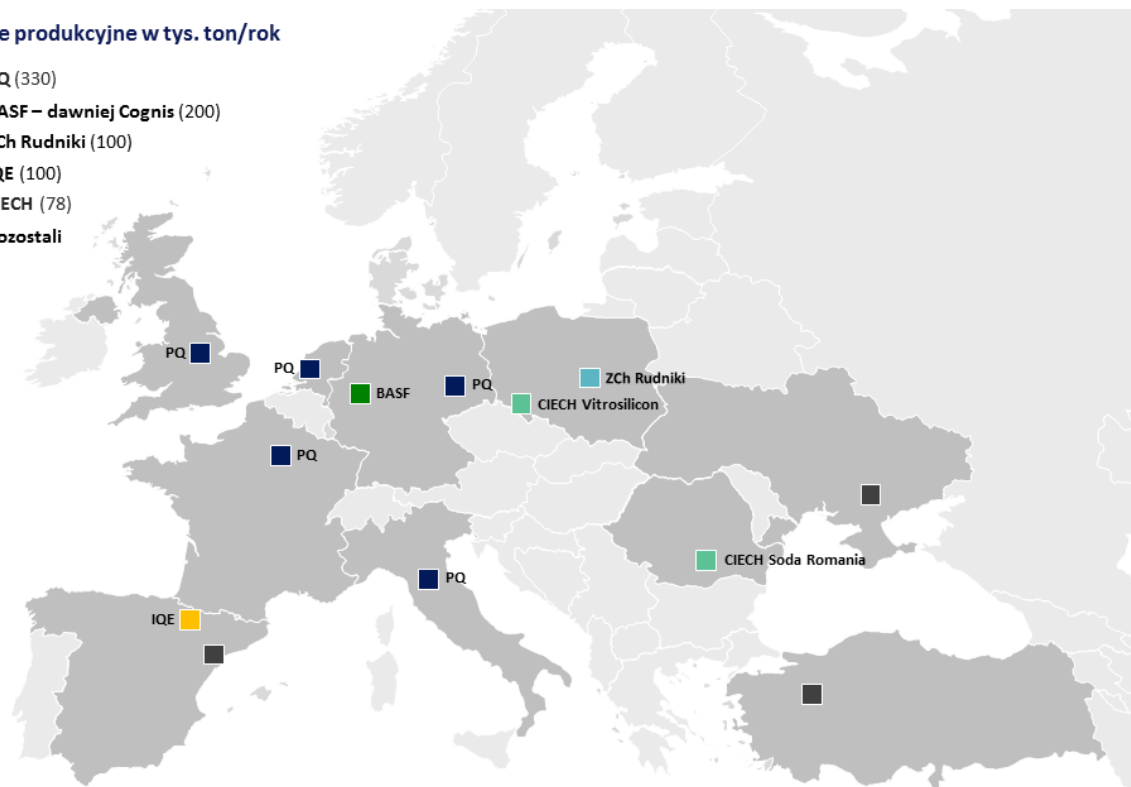 e produkcyjne w tys. ton/rok
Q (330)
ASF – dawniej Cognis (200)
Ch Rudniki (100)
QE (100)
IECH (78)
ozostali
PQ
PQ
BASF
PQ
ZCh Rudniki
CIECH Vitrosilicon
PQ
CIECH Soda Romania
PQ
IQE